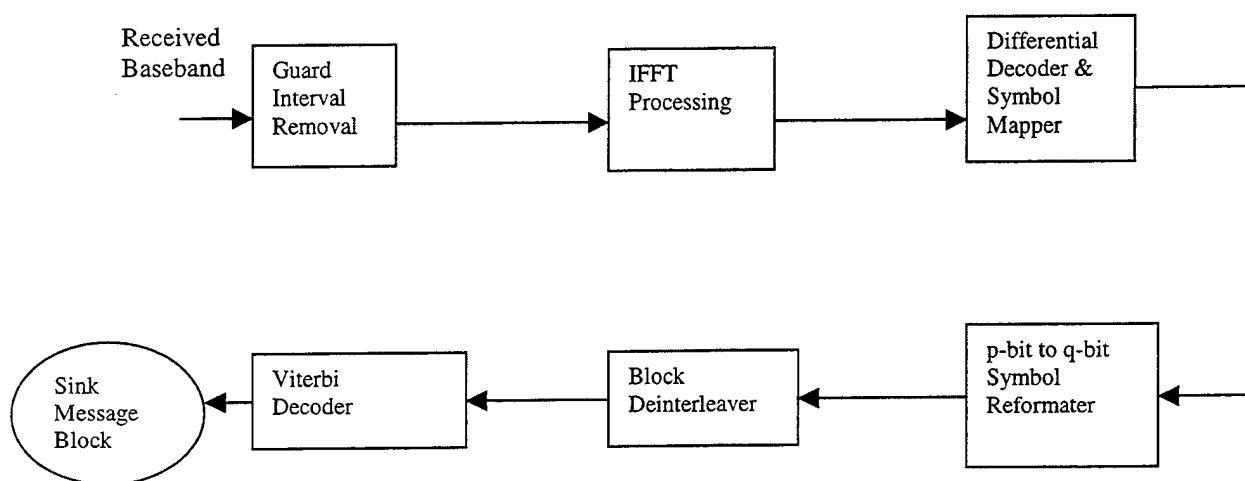 Received
Baseband
Guard
Interval
Removal
IFFT
Processing
Differential
Decoder &
Symbol
Mapper
Sink
Message
Block
Viterbi
Decoder
Block
Deinterleaver
p-bit to q-bit
Symbol
Reformater